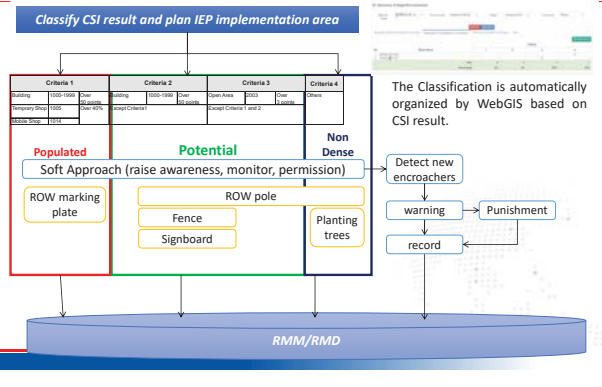 Classify CSI result and plan IEP implementation area
Criteria 1 Criteria 2 Criteria 3 Criteria 4
Building 1000-1999 Over 50 points Building 1000-1999 Over 50 points Open Area 2003 Over 3 points Others
Temprary Shop 1005 Over 40% Except Criteria1 Except Criteria 1 and 2
Mobile Shop 1014
The Classification is automatically
organized by WebGIS based on
CSI result.
Populated
Potential
Non
Dense
Soft Approach (raise awareness, monitor, permission)
Detect new
encroachers
ROW marking
plate
ROW pole
Fence
Signboard
Planting
trees
warning
Punishment
record
RMM/RMD